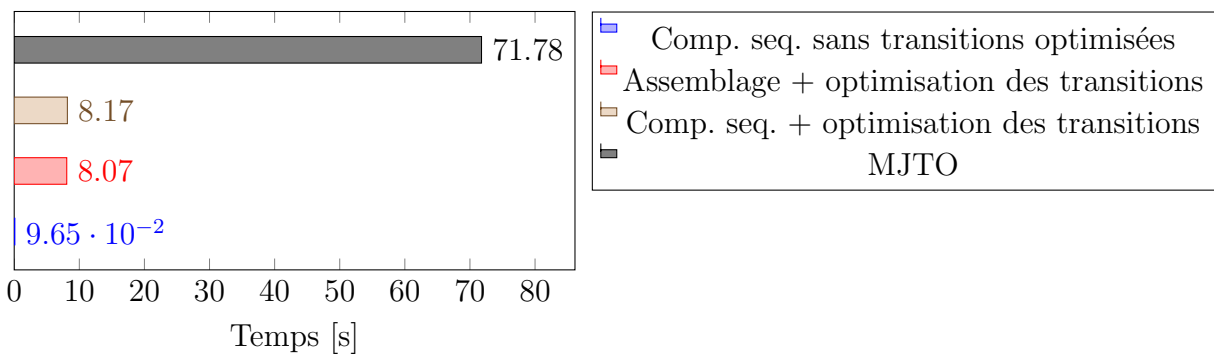 71.78
8.17
8.07
9.65 · 10⁻²
0 10 20 30 40 50 60 70 80
Temps [s]
Comp. seq. sans transitions optimisées
Assemblage + optimisation des transitions
Comp. seq. + optimisation des transitions
MJTO